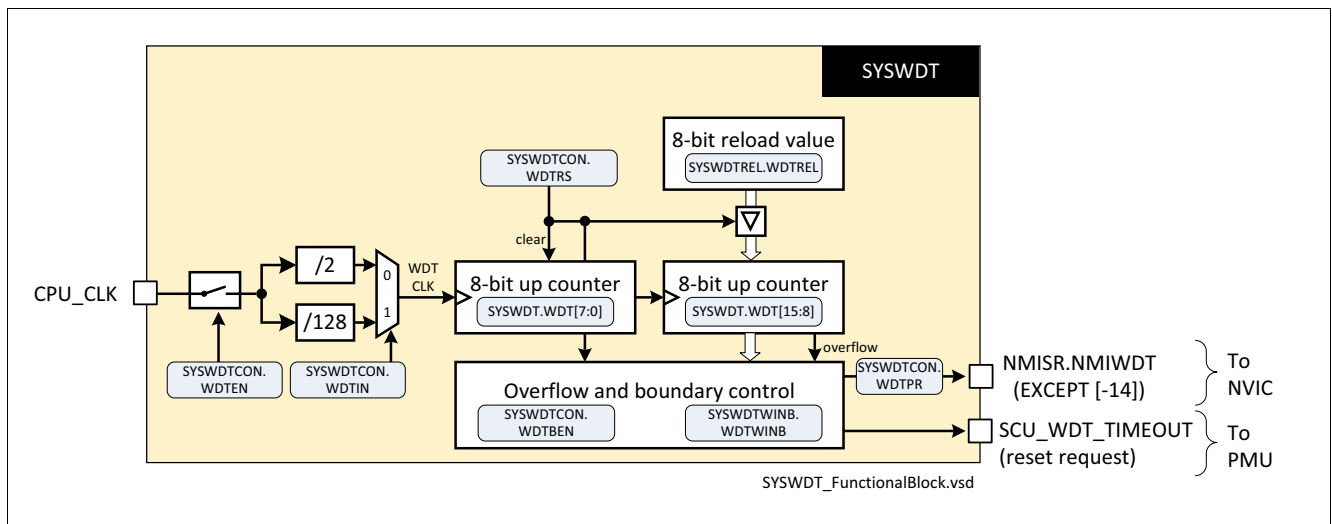 SYSWDT
8-bit reload value
SYSWDTREL.WDTREL
SYSWDTCON.
WDTRS
clear
/2
/128
0
1
WDT
CLK
CPU_CLK
8-bit up counter
SYSWDT.WDT[7:0]
8-bit up counter
SYSWDT.WDT[15:8]
overflow
SYSWDTCON.
WDTEN
SYSWDTCON.
WDTIN
Overflow and boundary control
SYSWDTCON.
WDTBEN
SYSWDTWINB.
WDTWINB
SYSWDTCON.
WDTPR
NMISR.NMIWDT
(EXCEPT [-14])
To
NVIC
SCU_WDT_TIMEOUT
(reset request)
To
PMU
SYSWDT_FunctionalBlock.vsd